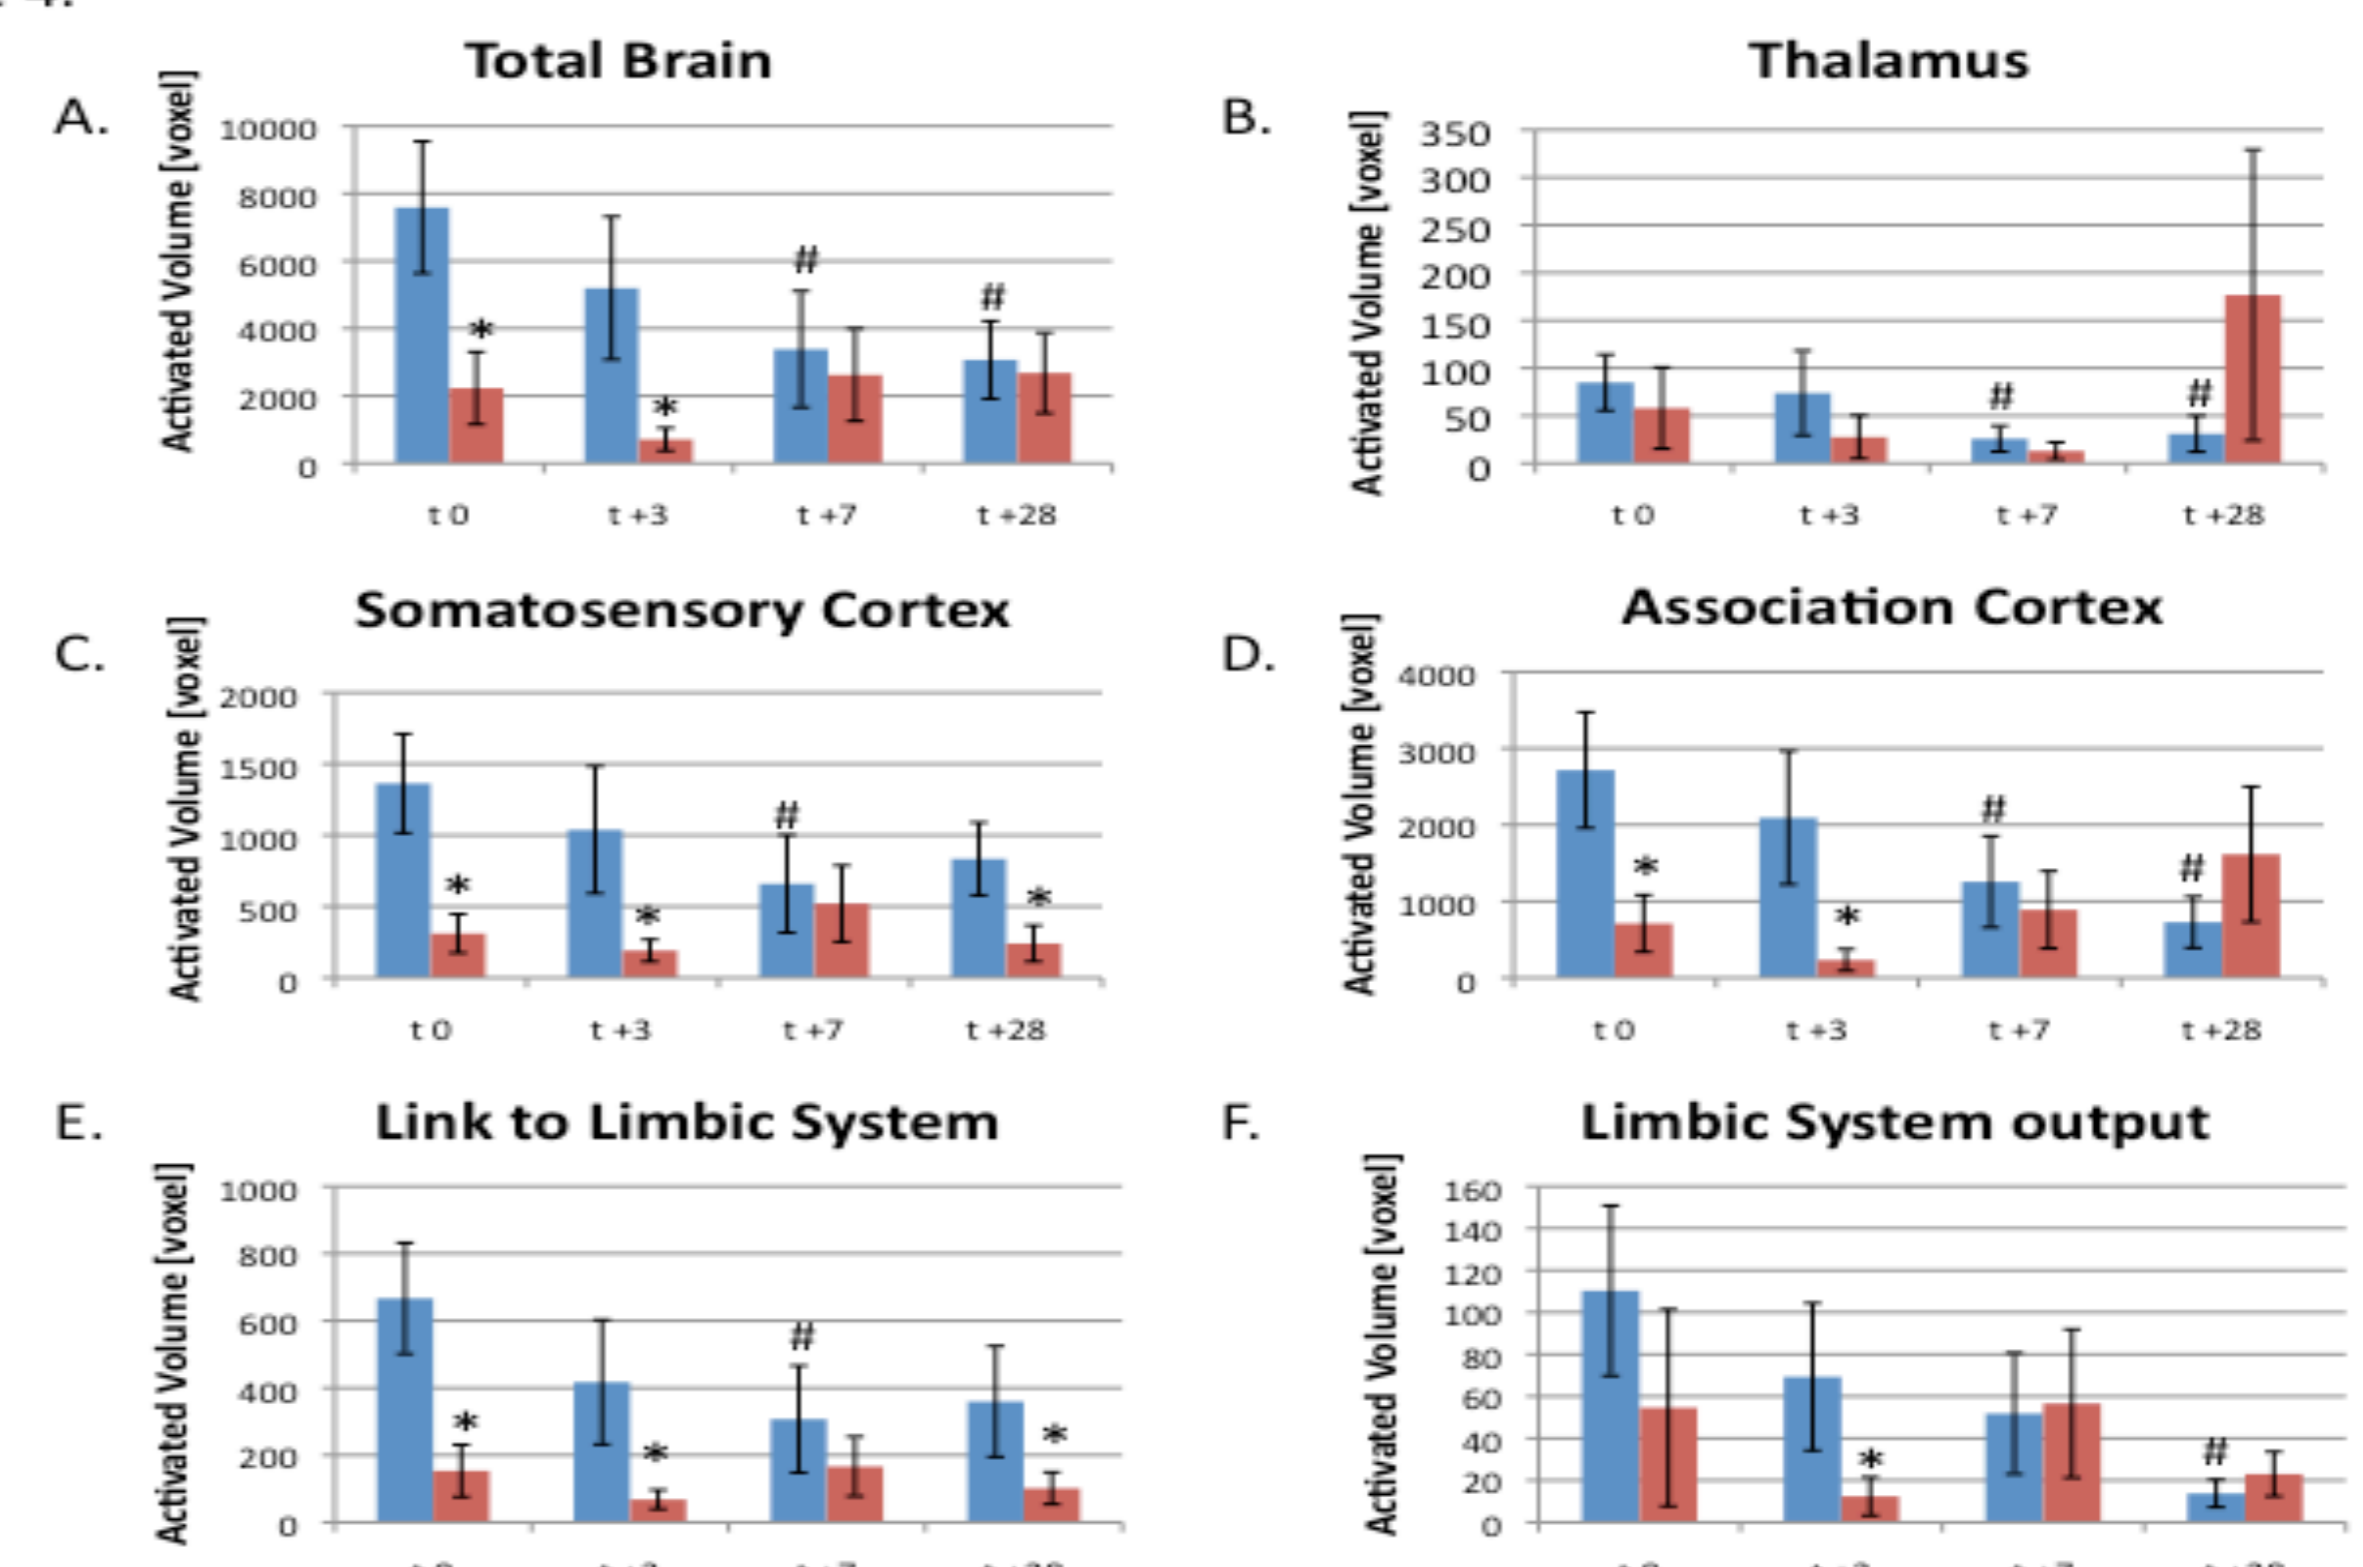 Total Brain
A.
Activated Volume [voxel]
10000
8000
6000
4000
2000
0
*
*
#
#
t 0
t +3
t +7
t +28
Thalamus
B.
Activated Volume [voxel]
350
300
250
200
150
100
50
0
#
#
t 0
t +3
t +7
t +28
Somatosensory Cortex
C.
Activated Volume [voxel]
2000
1500
1000
500
0
*
*
#
*
t 0
t +3
t +7
t +28
Association Cortex
D.
Activated Volume [voxel]
4000
3000
2000
1000
0
*
*
#
#
t 0
t +3
t +7
t +28
Link to Limbic System
E.
Activated Volume [voxel]
1000
800
600
400
200
0
*
*
#
*
Limbic System output
F.
Activated Volume [voxel]
160
140
120
100
80
60
40
20
0
*
#